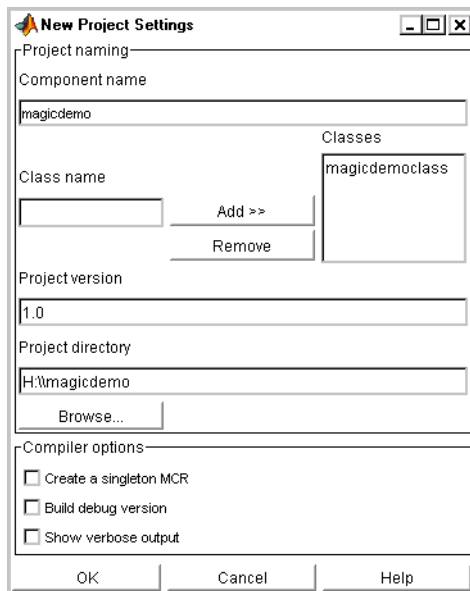 New Project Settings
Project naming
Component name
magicdemo
Classes
magicdemoclass
Class name
Add >>
Remove
Project version
1.0
Project directory
H:\\magicdemo
Browse...
Compiler options
Create a singleton MCR
Build debug version
Show verbose output
OK
Cancel
Help